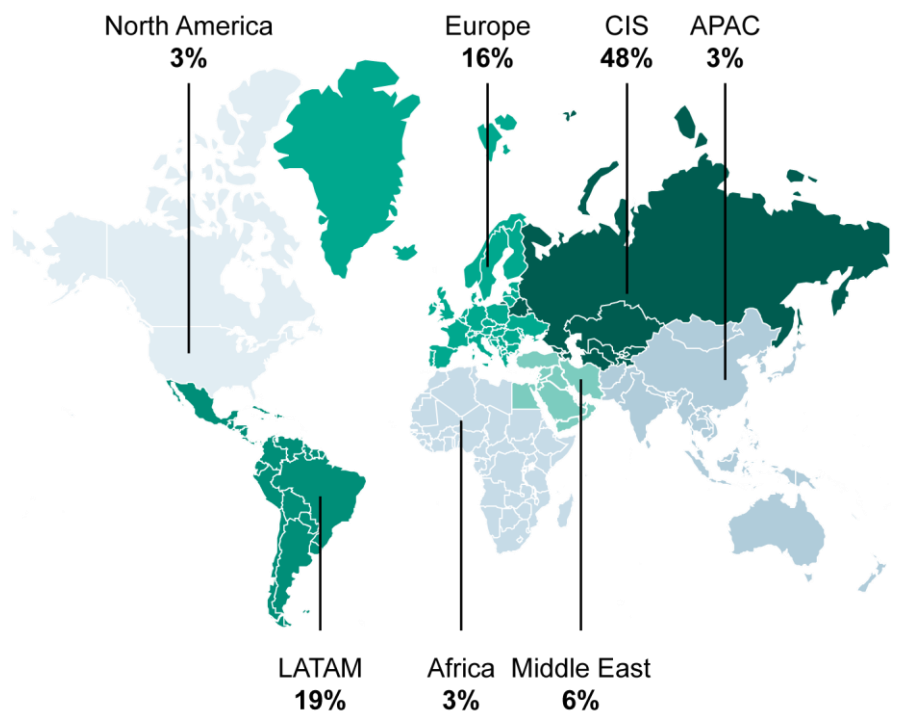 North America
3%
Europe
16%
CIS
48%
APAC
3%
LATAM
19%
Africa
3%
Middle East
6%